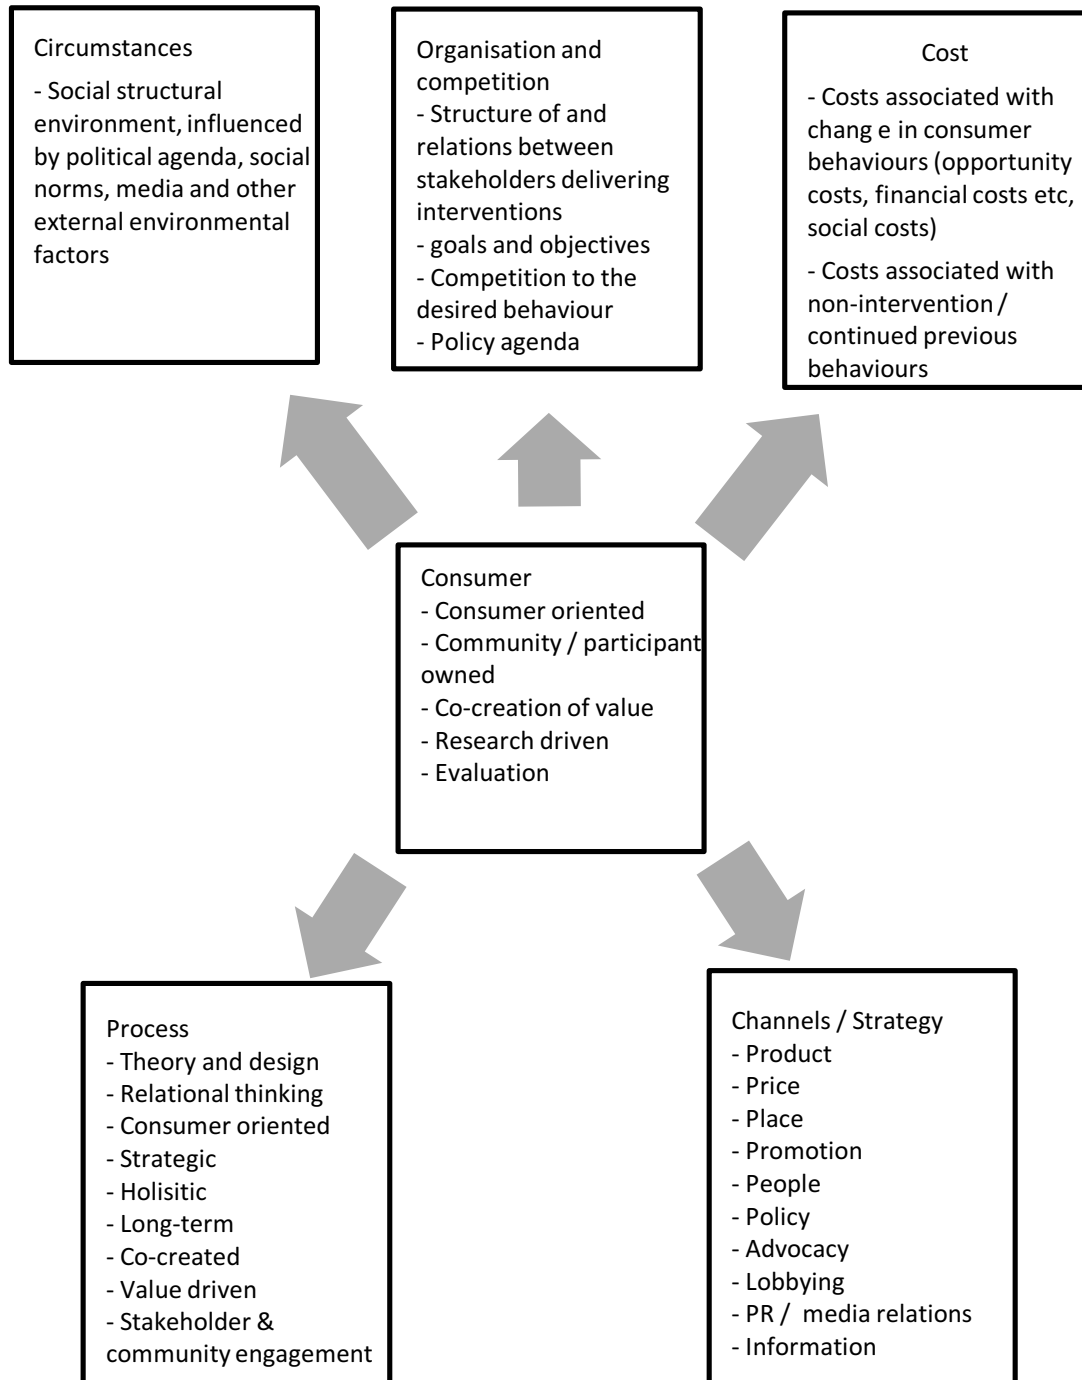 Circumstances
- Social structural
environment, influenced
by political agenda, social
norms, media and other
external environmental
factors
Organisation and
competition
- Structure of and
relations between
stakeholders delivering
interventions
- goals and objectives
- Competition to the
desired behaviour
- Policy agenda
Cost
- Costs associated with
chang e in consumer
behaviours (opportunity
costs, financial costs etc,
social costs)
- Costs associated with
non-intervention /
continued previous
behaviours
Consumer
- Consumer oriented
- Community / participant
owned
- Co-creation of value
- Research driven
- Evaluation
Process
- Theory and design
- Relational thinking
- Consumer oriented
- Strategic
- Holisitic
- Long-term
- Co-created
- Value driven
- Stakeholder &
community engagement
Channels / Strategy
- Product
- Price
- Place
- Promotion
- People
- Policy
- Advocacy
- Lobbying
- PR /  media relations
- Information